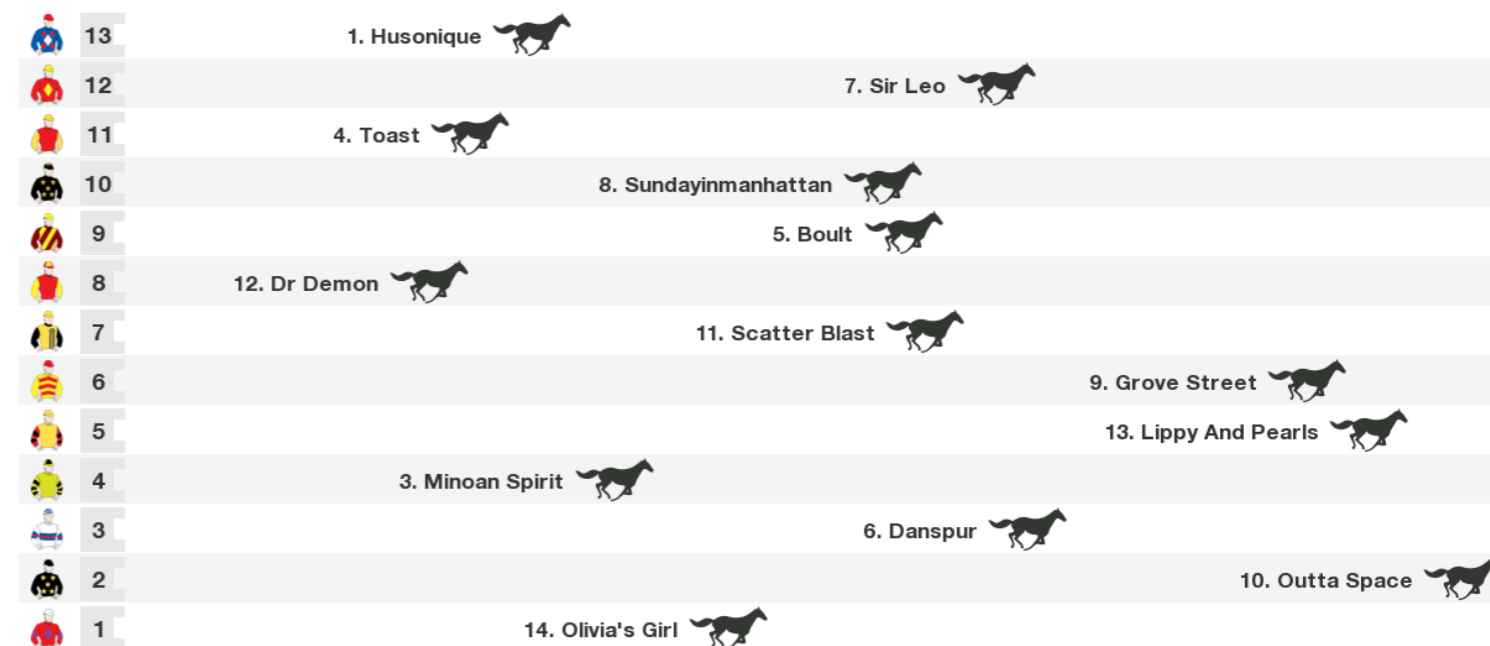 13 1. Husonique
12 7. Sir Leo
11 4. Toast
10 8. Sundayinmanhattan
9 5. Boult
8 12. Dr Demon
7 11. Scatter Blast
6 9. Grove Street
5 13. Lippy And Pearls
4 3. Minoan Spirit
3 6. Danspur
2 10. Outta Space
1 14. Olivia's Girl